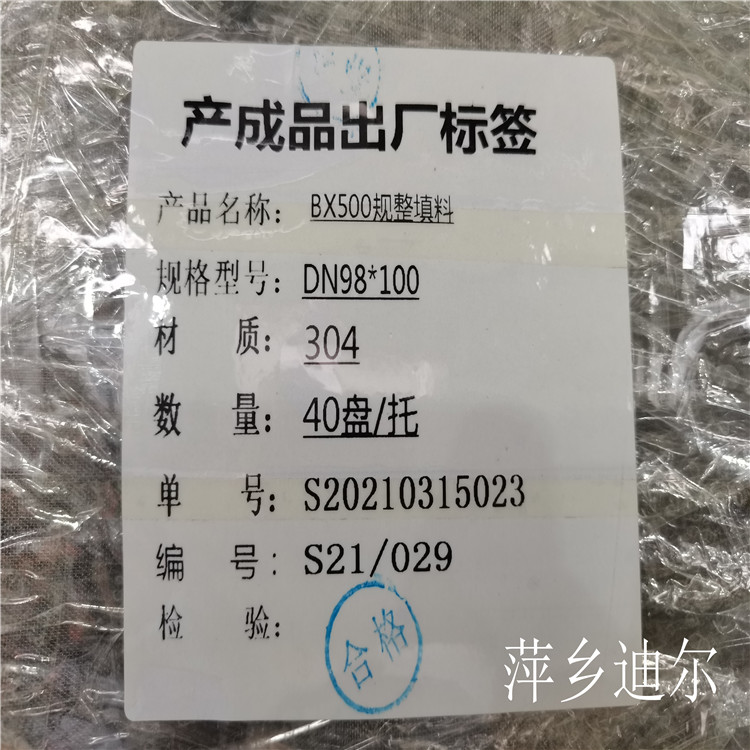 产成品出厂标签
产品名称： BX500规整填料
规格型号： DN98*100
材 质： 304
数 量： 40盘/托
单 号： S20210315023
编 号： S21/029
检 验：
合格
萍乡迪尔